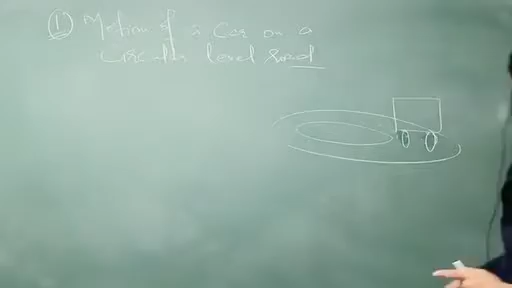 ① Motion of a Car on a
Circular level road